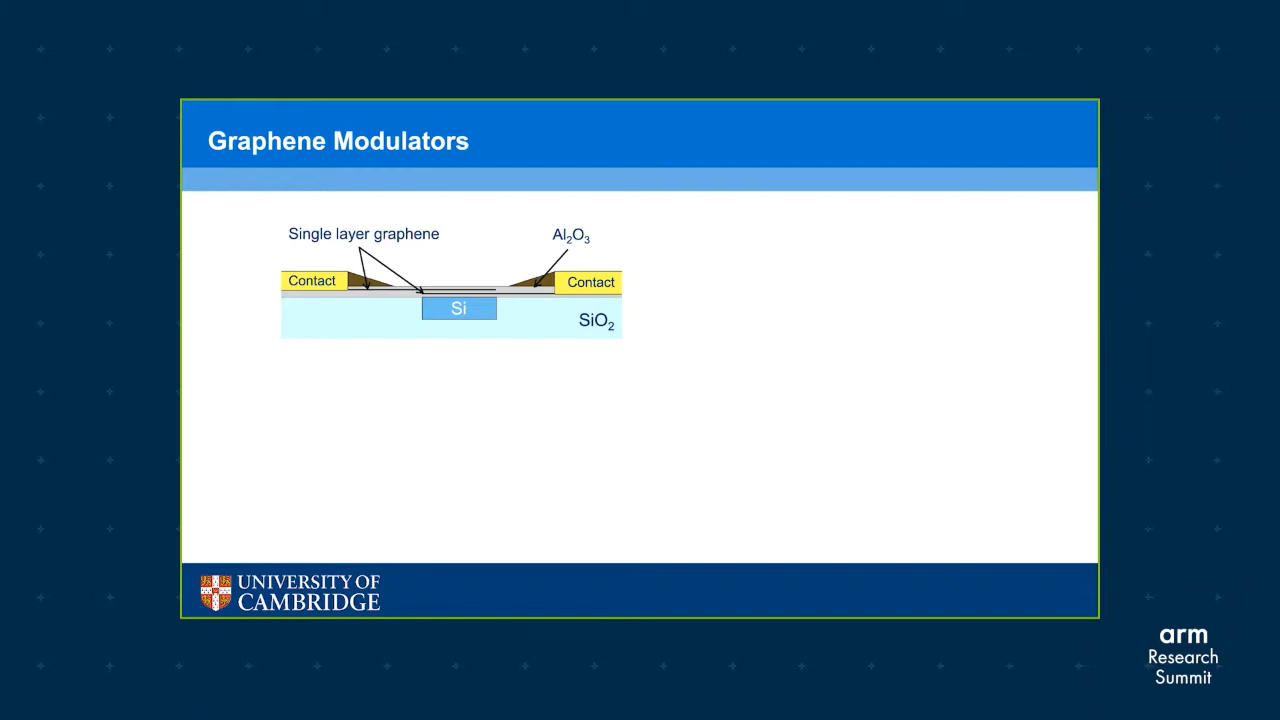 Graphene Modulators
Single layer graphene
Al₂O₃
Contact
Contact
Si
SiO₂
UNIVERSITY OF
CAMBRIDGE
arm
Research
Summit